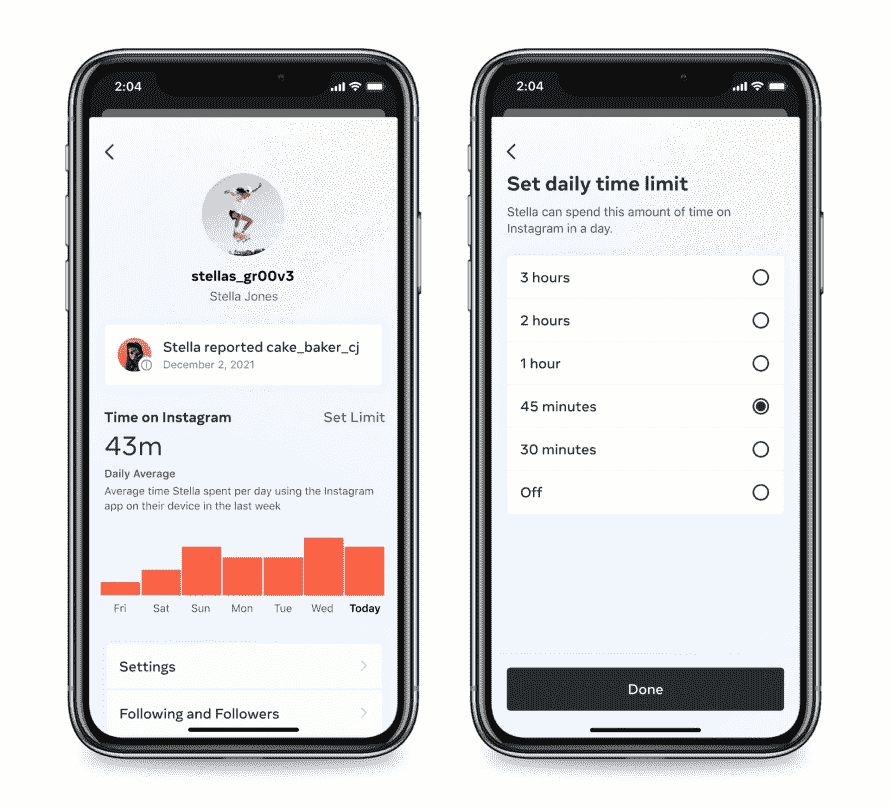 2:04
stellas_gr00v3
Stella Jones
Stella reported cake_baker_cj
December 2, 2021
Time on Instagram
Set Limit
43m
Daily Average
Average time Stella spent per day using the Instagram
app on their device in the last week
Fri Sat Sun Mon Tue Wed Today
Settings
Following and Followers
2:04
Set daily time limit
Stella can spend this amount of time on
Instagram in a day.
3 hours
2 hours
1 hour
45 minutes
30 minutes
Off
Done